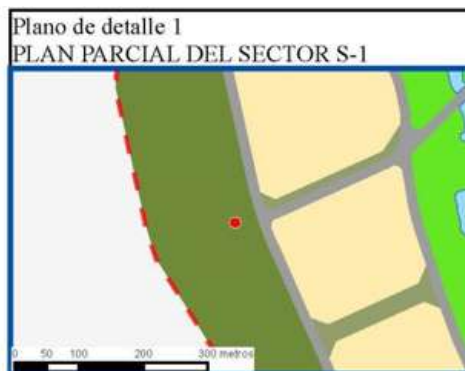 Plano de detalle 1
PLAN PARCIAL DEL SECTOR S-1
0 50 100 200 300 metros